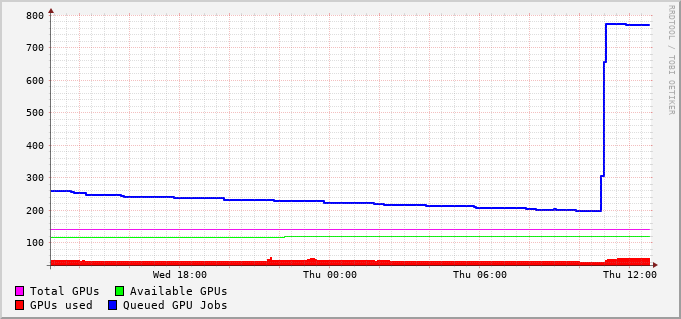 800
700
600
500
400
300
200
100
Wed 18:00 Thu 00:00 Thu 06:00 Thu 12:00
Total GPUs Available GPUs
GPUs used Queued GPU Jobs
RRDTOOL / TOBI OETIKER